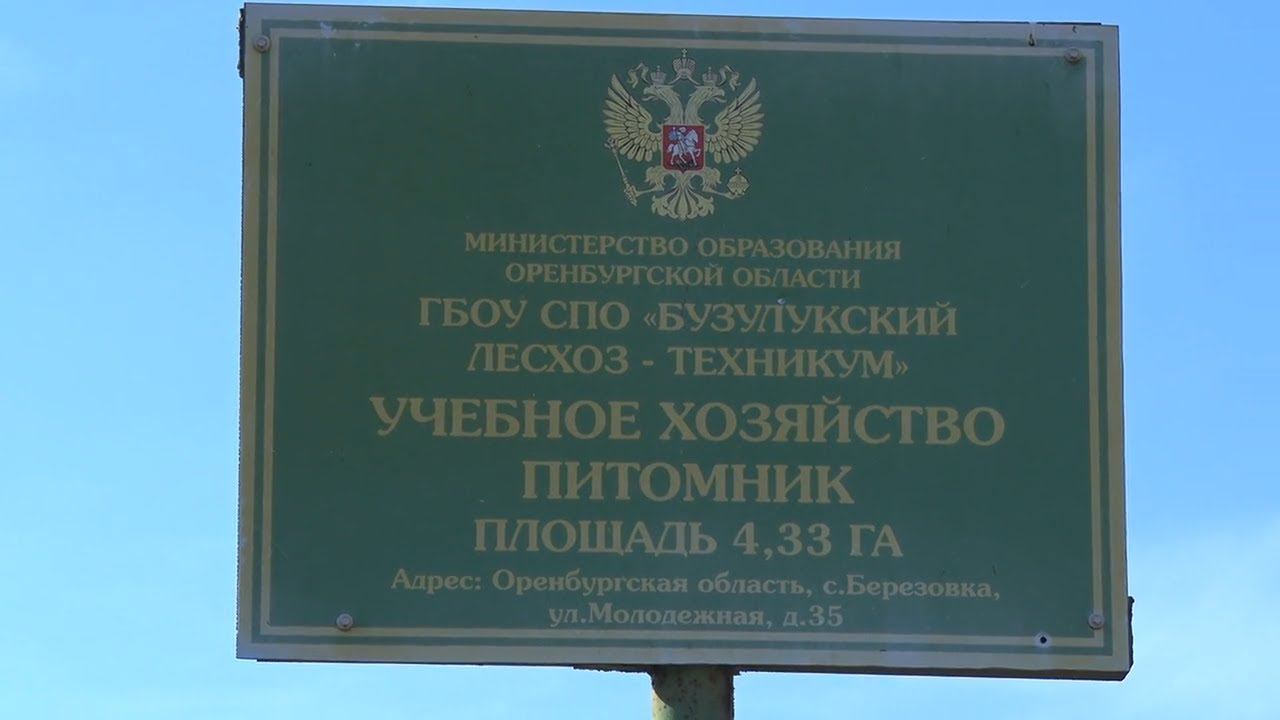 МИНИСТЕРСТВО ОБРАЗОВАНИЯ
ОРЕНБУРГСКОЙ ОБЛАСТИ
ГБОУ СПО «БУЗУЛУКСКИЙ
ЛЕСХОЗ - ТЕХНИКУМ»
УЧЕБНОЕ ХОЗЯЙСТВО
ПИТОМНИК
ПЛОЩАДЬ 4,33 ГА
Адрес: Оренбургская область, с.Березовка,
ул.Молодежная, д.35